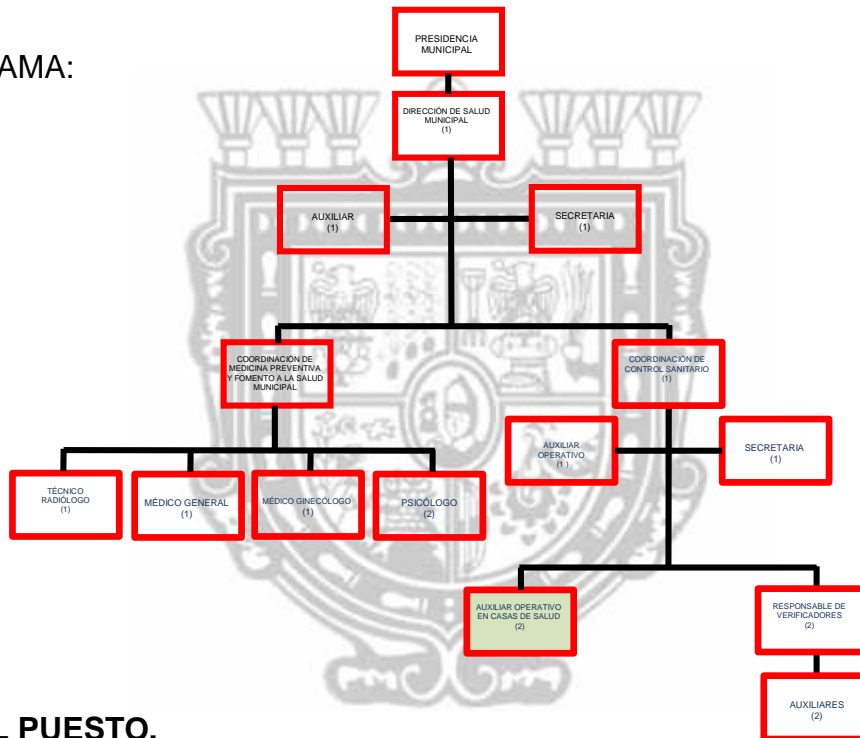 AMA:
PRESIDENCIA
MUNICIPAL
DIRECCIÓN DE SALUD
MUNICIPAL
(1)
AUXILIAR
(1)
SECRETARIA
(1)
COORDINACIÓN DE
MEDICINA PREVENTIVA
Y FOMENTO A LA SALUD
MUNICIPAL
COORDINACIÓN DE
CONTROL SANITARIO
(1)
AUXILIAR
OPERATIVO
(1 )
SECRETARIA
(1)
TÉCNICO
RADIÓLOGO
(1)
MÉDICO GENERAL
(1)
MÉDICO GINECÓLOGO
(1)
PSICÓLOGO
(2)
AUXILIAR OPERATIVO
EN CASAS DE SALUD
(2)
RESPONSABLE DE
VERIFICADORES
(2)
AUXILIARES
(2)
PUESTO.